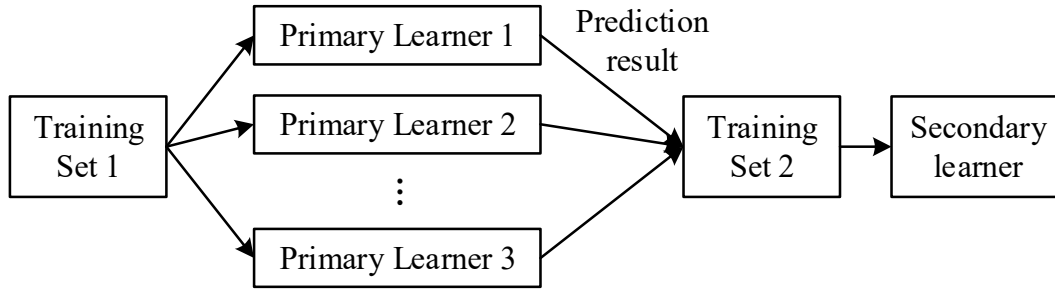 Primary Learner 1
Prediction
result
Training
Set 1
Primary Learner 2
Training
Set 2
Secondary
learner
⋮
Primary Learner 3